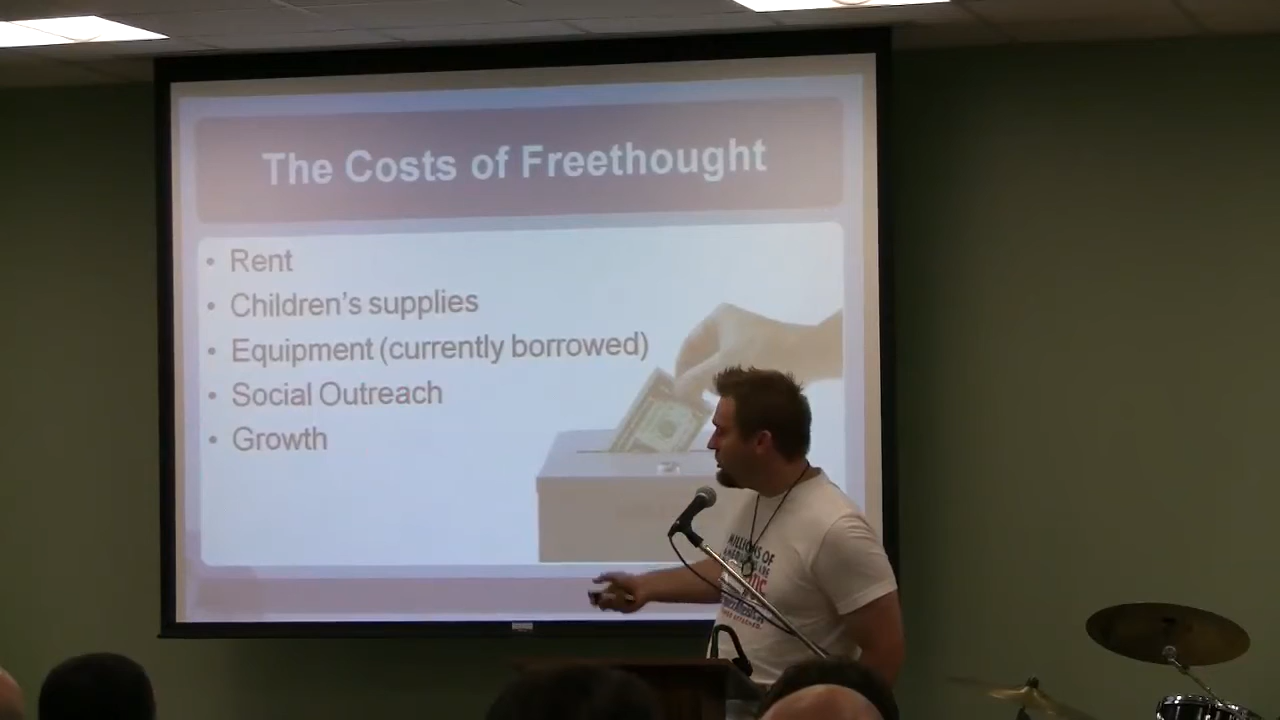 The Costs of Freethought
• Rent
• Children's supplies
• Equipment (currently borrowed)
• Social Outreach
• Growth
MILLIONS OF